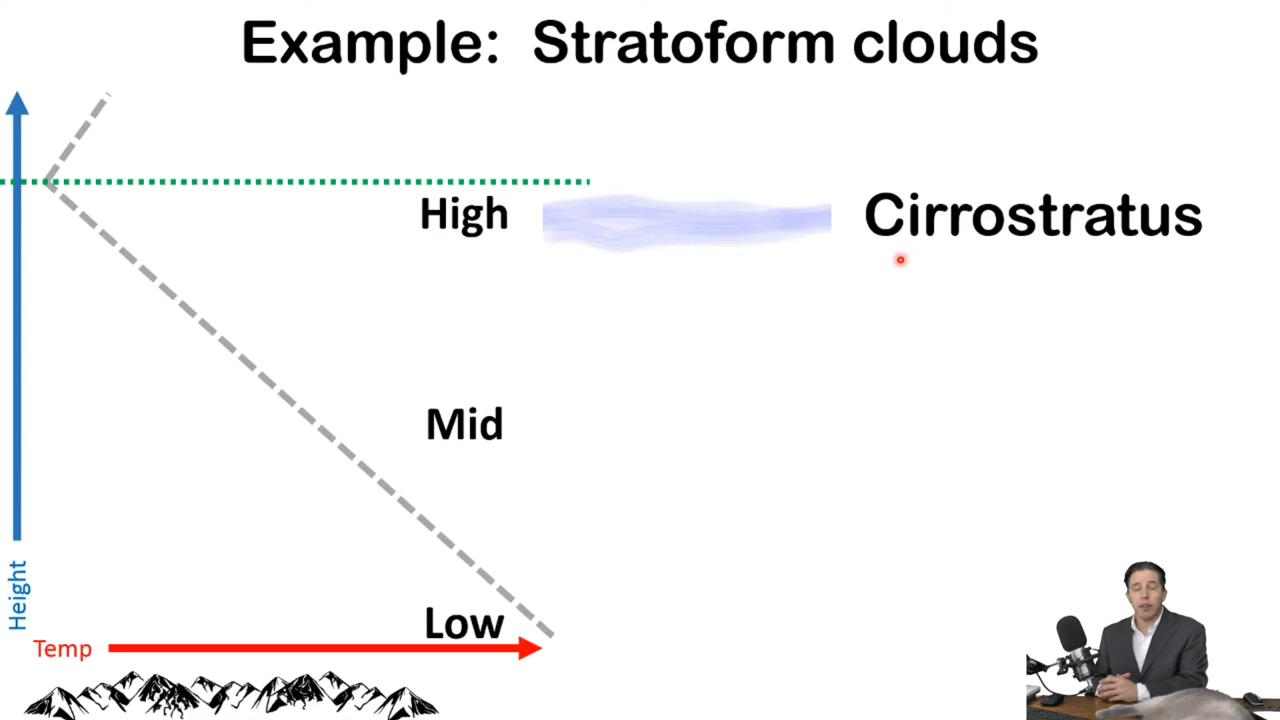 Example: Stratoform clouds
High
Cirrostratus
Mid
Low
Height
Temp